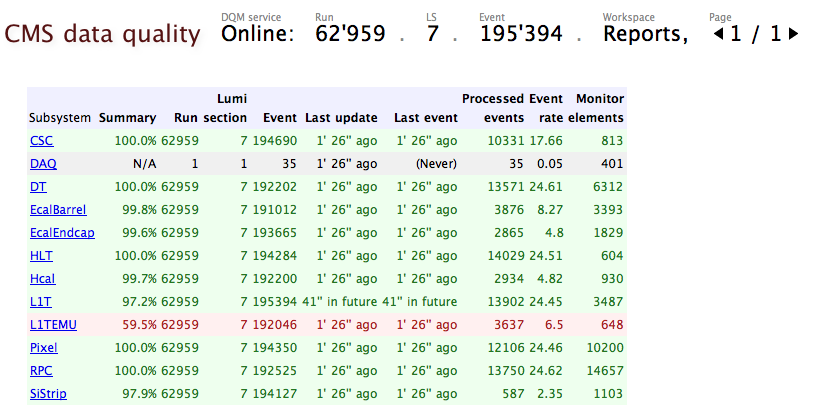 DQM service Run LS Event Workspace Page
CMS data quality Online: 62'959 . 7 . 195'394 . Reports, ◀ 1 / 1 ▶
Lumi Processed Event Monitor
Subsystem Summary Run section Event Last update Last event events rate elements
CSC 100.0% 62959 7 194690 1' 26" ago 1' 26" ago 10331 17.66 813
DAQ N/A 1 1 35 1' 26" ago (Never) 35 0.05 401
DT 100.0% 62959 7 192202 1' 26" ago 1' 26" ago 13571 24.61 6312
EcalBarrel 99.8% 62959 7 191012 1' 26" ago 1' 26" ago 3876 8.27 3393
EcalEndcap 99.6% 62959 7 193665 1' 26" ago 1' 26" ago 2865 4.8 1829
HLT 100.0% 62959 7 194284 1' 26" ago 1' 26" ago 14029 24.51 604
Hcal 99.7% 62959 7 192200 1' 26" ago 1' 26" ago 2934 4.82 930
L1T 97.2% 62959 7 195394 41" in future 41" in future 13902 24.45 3487
L1TEMU 59.5% 62959 7 192046 1' 26" ago 1' 26" ago 3637 6.5 648
Pixel 100.0% 62959 7 194350 1' 26" ago 1' 26" ago 12106 24.46 10200
RPC 100.0% 62959 7 192525 1' 26" ago 1' 26" ago 13750 24.62 14657
SiStrip 97.9% 62959 7 194127 1' 26" ago 1' 26" ago 587 2.35 1103